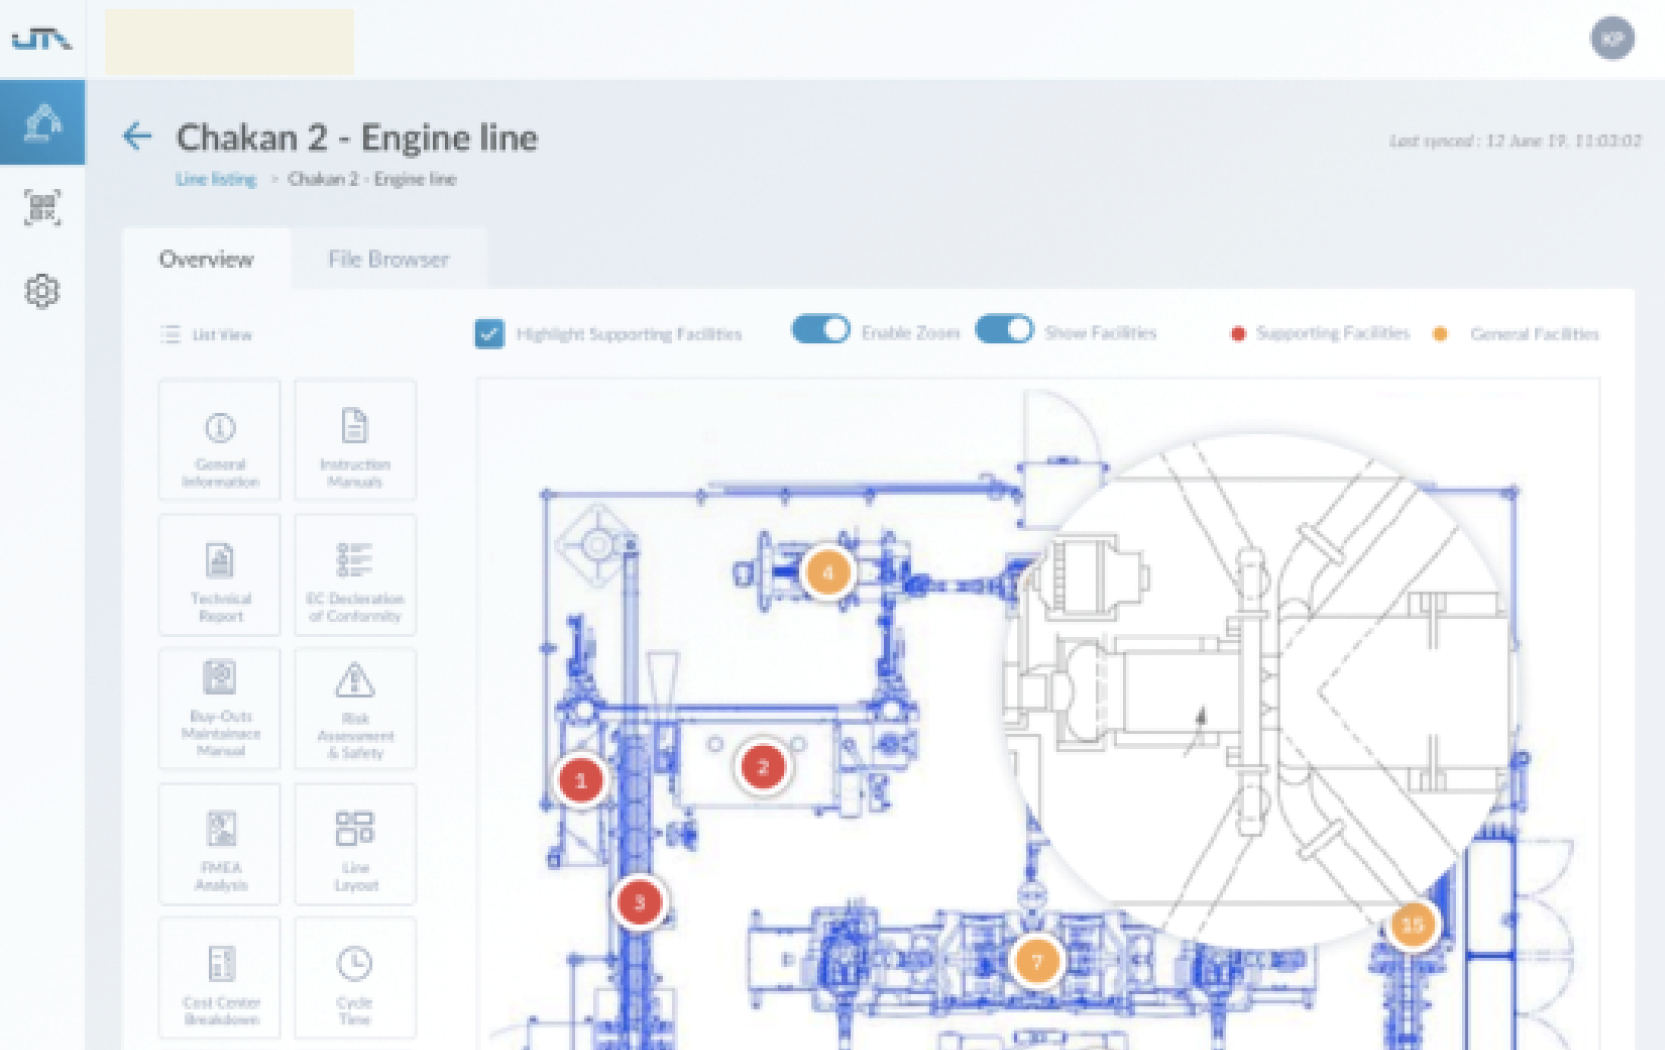 KP
Chakan 2 - Engine line
Last synced : 12 June 19, 11:03:02
Line listing > Chakan 2 - Engine line
Overview
File Browser
List View
Highlight Supporting Facilities
Enable Zoom
Show Facilities
Supporting Facilities
General Facilities
General
Information
Instruction
Manuals
Technical
Report
EC Decleration
of Conformity
Buy-Outs
Maintainace
Manual
Risk
Assessment
& Safety
FMEA
Analysis
Line
Layout
Cost Center
Breakdown
Cycle
Time
4
1
2
3
7
15